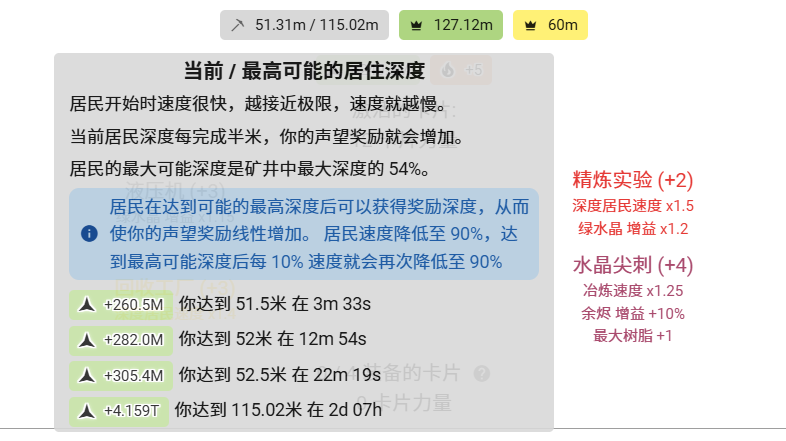 51.31m / 115.02m
127.12m
60m
当前 / 最高可能的居住深度
+5
居民开始时速度很快，越接近极限，速度就越慢。
当前居民深度每完成半米，你的声望奖励就会增加。
居民的最大可能深度是矿井中最大深度的 54%。
居民在达到可能的最高深度后可以获得奖励深度，从而
使你的声望奖励线性增加。 居民速度降低至 90%，达
到最高可能深度后每 10% 速度就会再次降低至 90%
+260.5M 你达到 51.5米 在 3m 33s
+282.0M 你达到 52米 在 12m 54s
+305.4M 你达到 52.5米 在 22m 19s
+4.159T 你达到 115.02米 在 2d 07h
装备的卡片
卡片力量
精炼实验 (+2)
深度居民速度 x1.5
绿水晶 增益 x1.2
水晶尖刺 (+4)
冶炼速度 x1.25
余烬 增益 +10%
最大树脂 +1